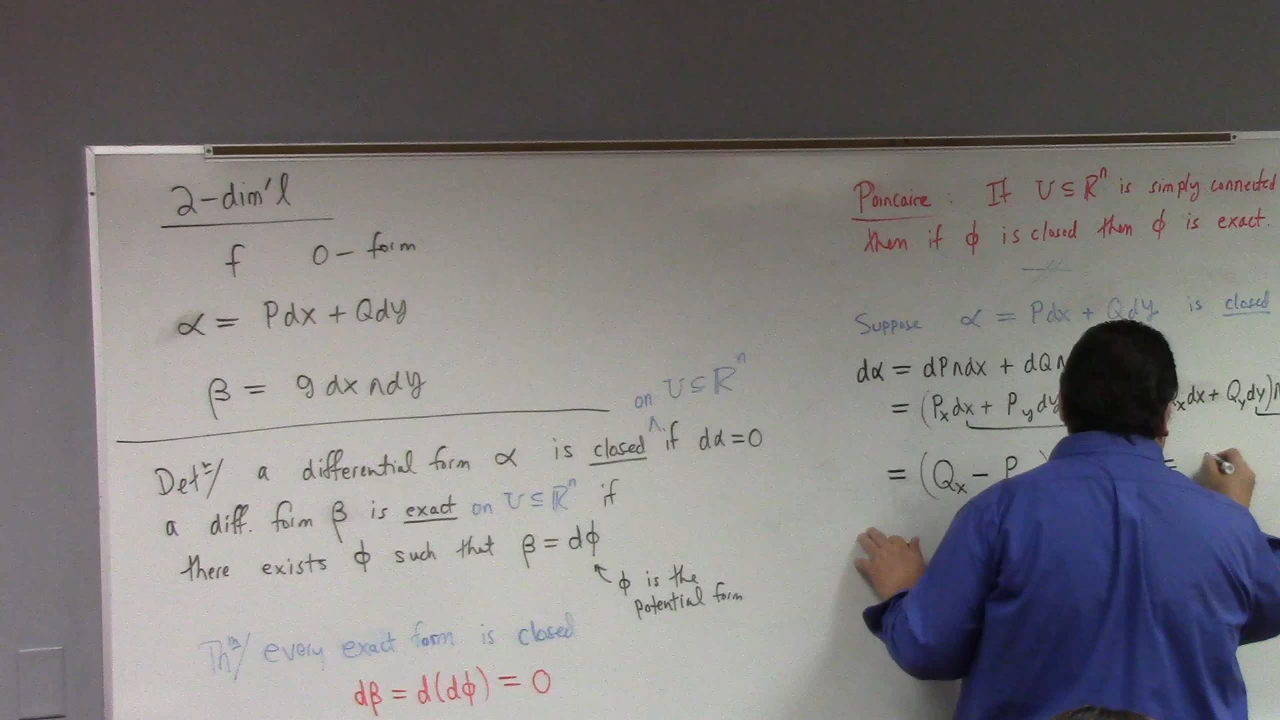 2-dim'l
f 0-form
α = Pdx + Qdy
β = g dx ∧ dy
on U ⊆ ℝⁿ
Defⁿ/ a differential form α is closed ^ if dα = 0
a diff. form β is exact on U ⊆ ℝⁿ if
there exists ϕ such that β = dϕ
ϕ is the
potential form
Thᵐ/ every exact form is closed
dβ = d(dϕ) = 0
Poincaire : If U ⊆ ℝⁿ is simply connected
then if ϕ is closed then ϕ is exact.
Suppose α = Pdx + Qdy is closed
dα = dP∧dx + dQ∧
= (Pₓdx + P_y dy ₓdx + Q_y dy)∧
= (Qₓ − P =